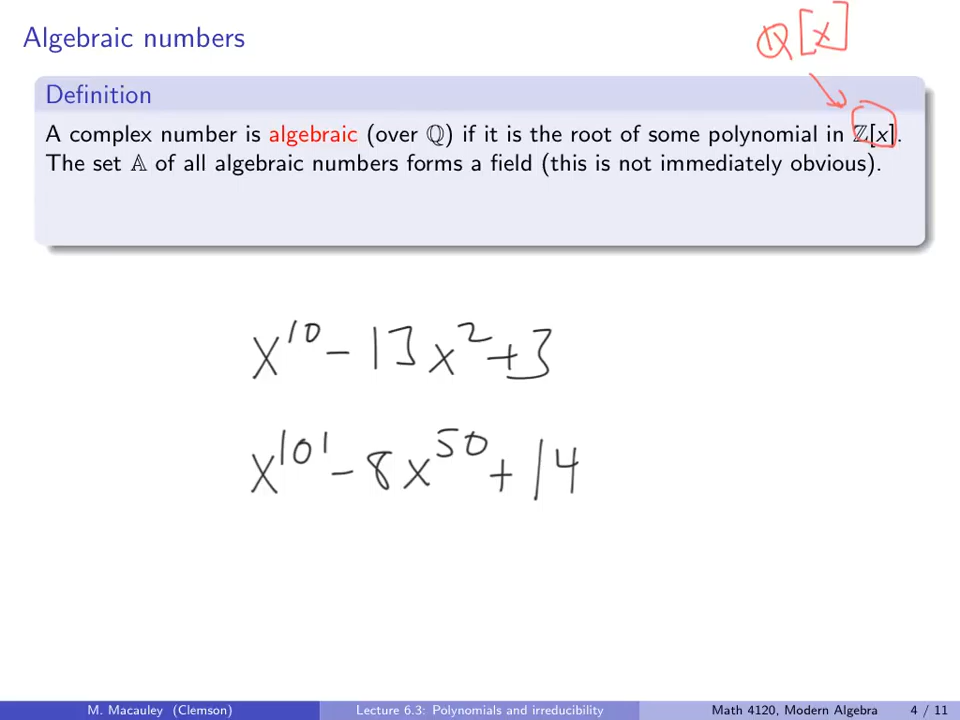 Algebraic numbers
ℚ[x]
Definition
A complex number is algebraic (over ℚ) if it is the root of some polynomial in ℤ[x].
The set 𝔸 of all algebraic numbers forms a field (this is not immediately obvious).
x¹⁰ - 13x² + 3
x¹⁰¹ - 8x⁵⁰ + 14
M. Macauley (Clemson) Lecture 6.3: Polynomials and irreducibility Math 4120, Modern Algebra 4 / 11